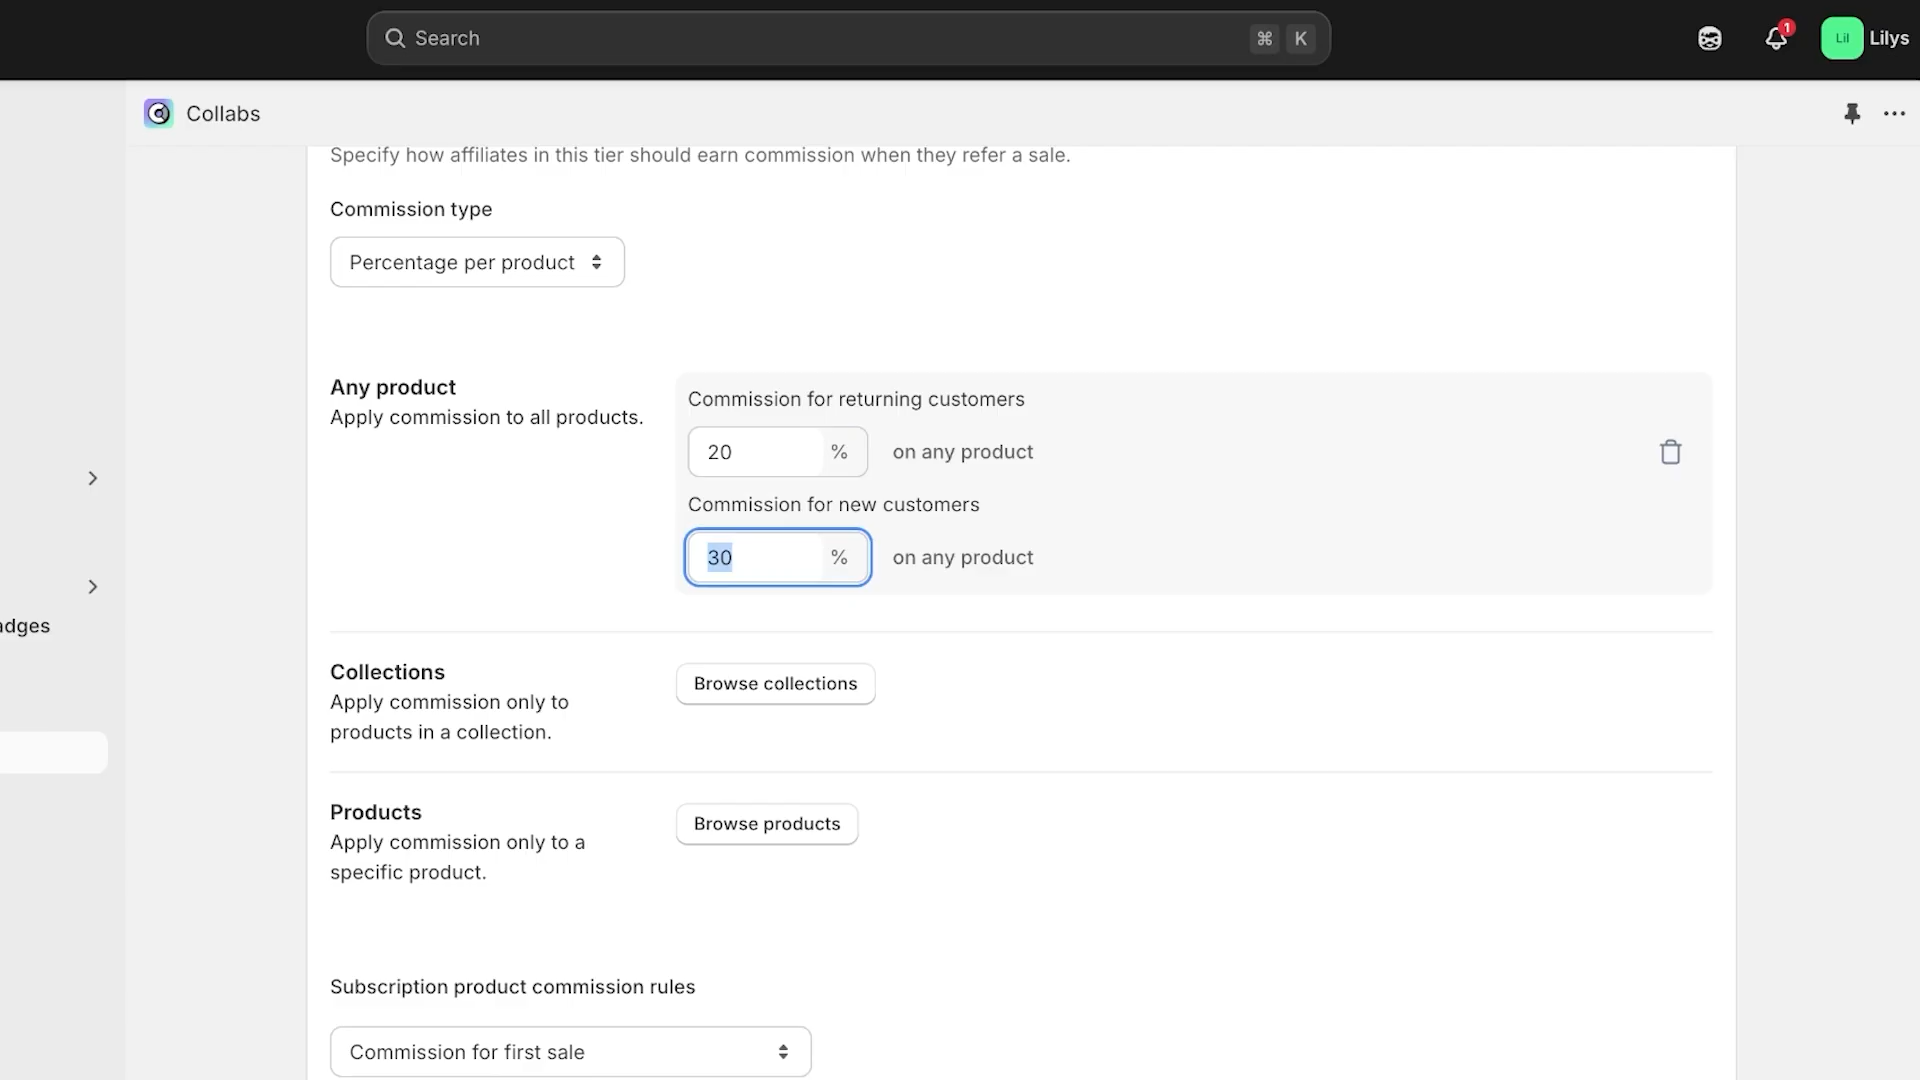 Search
⌘ K
1
Lil
Lilys
Collabs
Specify how affiliates in this tier should earn commission when they refer a sale.
Commission type
Percentage per product
Any product
Apply commission to all products.
Commission for returning customers
20 % on any product
Commission for new customers
30 % on any product
adges
Collections
Apply commission only to
products in a collection.
Browse collections
Products
Apply commission only to a
specific product.
Browse products
Subscription product commission rules
Commission for first sale